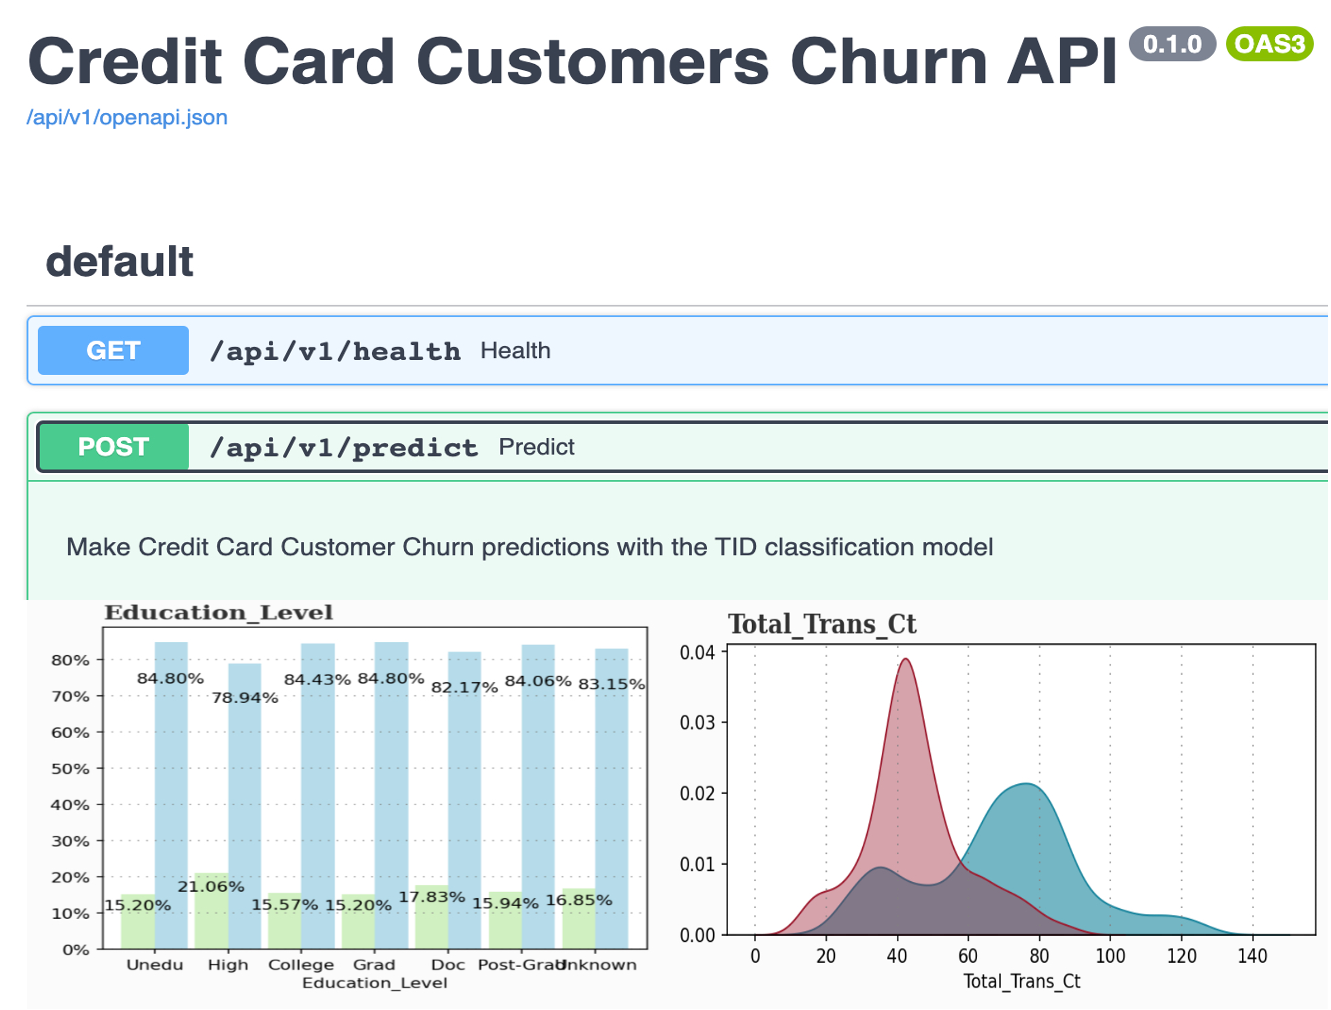 Credit Card Customers Churn API 0.1.0 OAS3
/api/v1/openapi.json
default
GET /api/v1/health Health
POST /api/v1/predict Predict
Make Credit Card Customer Churn predictions with the TID classification model
Education_Level
80%
70%
60%
50%
40%
30%
20%
10%
0%
84.80% 78.94% 84.43% 84.80% 82.17% 84.06% 83.15%
15.20% 21.06% 15.57% 15.20% 17.83% 15.94% 16.85%
Unedu High College Grad Doc Post-Grad Unknown
Education_Level
Total_Trans_Ct
0.04
0.03
0.02
0.01
0.00
0 20 40 60 80 100 120 140
Total_Trans_Ct